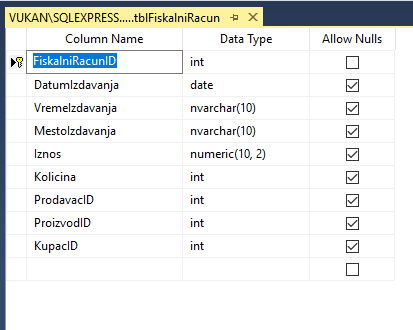 VUKAN\SQLEXPRESS.....tblFiskalniRacun
Column Name Data Type Allow Nulls
FiskalniRacunID int
DatumIzdavanja date
VremeIzdavanja nvarchar(10)
MestoIzdavanja nvarchar(10)
Iznos numeric(10, 2)
Kolicina int
ProdavacID int
ProizvodID int
KupacID int